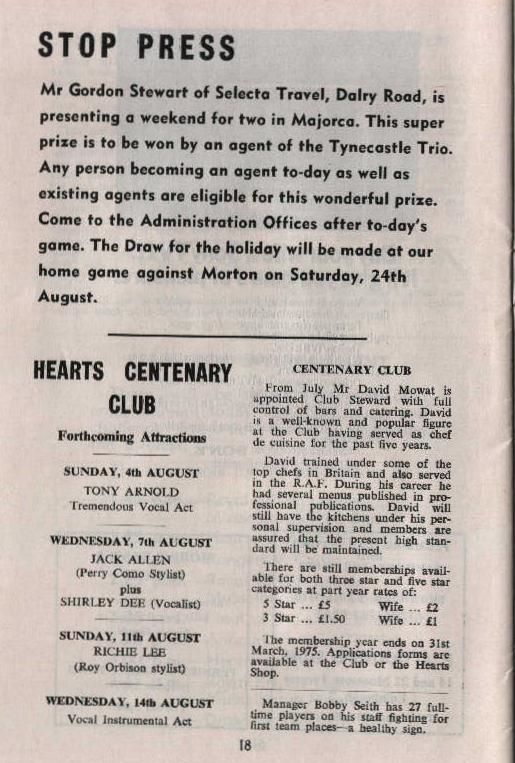 STOP PRESS
Mr Gordon Stewart of Selecta Travel, Dalry Road, is
presenting a weekend for two in Majorca. This super
prize is to be won by an agent of the Tynecastle Trio.
Any person becoming an agent to-day as well as
existing agents are eligible for this wonderful prize.
Come to the Administration Offices after to-day's
game. The Draw for the holiday will be made at our
home game against Morton on Saturday, 24th
August.
HEARTS CENTENARY
CLUB
Forthcoming Attractions
SUNDAY, 4th AUGUST
TONY ARNOLD
Tremendous Vocal Act
WEDNESDAY, 7th AUGUST
JACK ALLEN
(Perry Como Stylist)
plus
SHIRLEY DEE (Vocalist)
SUNDAY, 11th AUGUST
RICHIE LEE
(Roy Orbison stylist)
WEDNESDAY, 14th AUGUST
Vocal Instrumental Act
CENTENARY CLUB
From July Mr David Mowat is
appointed Club Steward with full
control of bars and catering. David
is a well-known and popular figure
at the Club having served as chef
de cuisine for the past five years.
David trained under some of the
top chefs in Britain and also served
in the R.A.F. During his career he
had several menus published in pro-
fessional publications. David will
still have the kitchens under his per-
sonal supervision and members are
assured that the present high stan-
dard will be maintained.
There are still memberships avail-
able for both three star and five star
categories at part year rates of:
5 Star ... £5 Wife ... £2
3 Star ... £1.50 Wife ... £1
The membership year ends on 31st
March, 1975. Applications forms are
available at the Club or the Hearts
Shop.
Manager Bobby Seith has 27 full-
time players on his staff fighting for
first team places—a healthy sign.
18